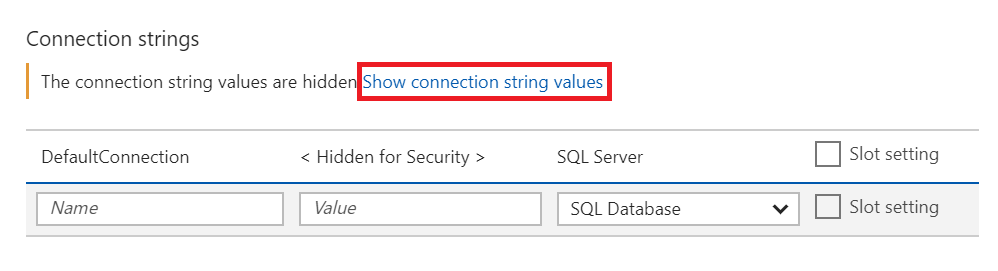 Connection strings
The connection string values are hidden Show connection string values
DefaultConnection < Hidden for Security > SQL Server Slot setting
Name Value SQL Database Slot setting